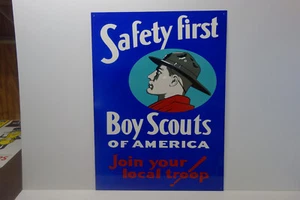 Safety first
Boy Scouts
OF AMERICA
Join your
local troop